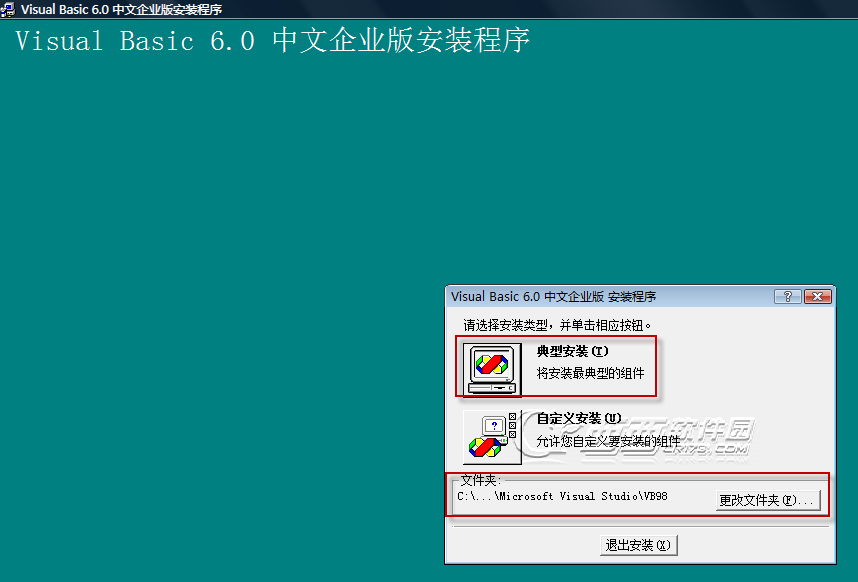 Visual Basic 6.0 中文企业版安装程序
Visual Basic 6.0 中文企业版安装程序
Visual Basic 6.0 中文企业版 安装程序
请选择安装类型，并单击相应按钮。
典型安装(T)
将安装最典型的组件
自定义安装(U)
允许您自定义要安装的组件
软件园
文件夹:
C:\...\Microsoft Visual Studio\VB98
更改文件夹(F)...
退出安装(X)